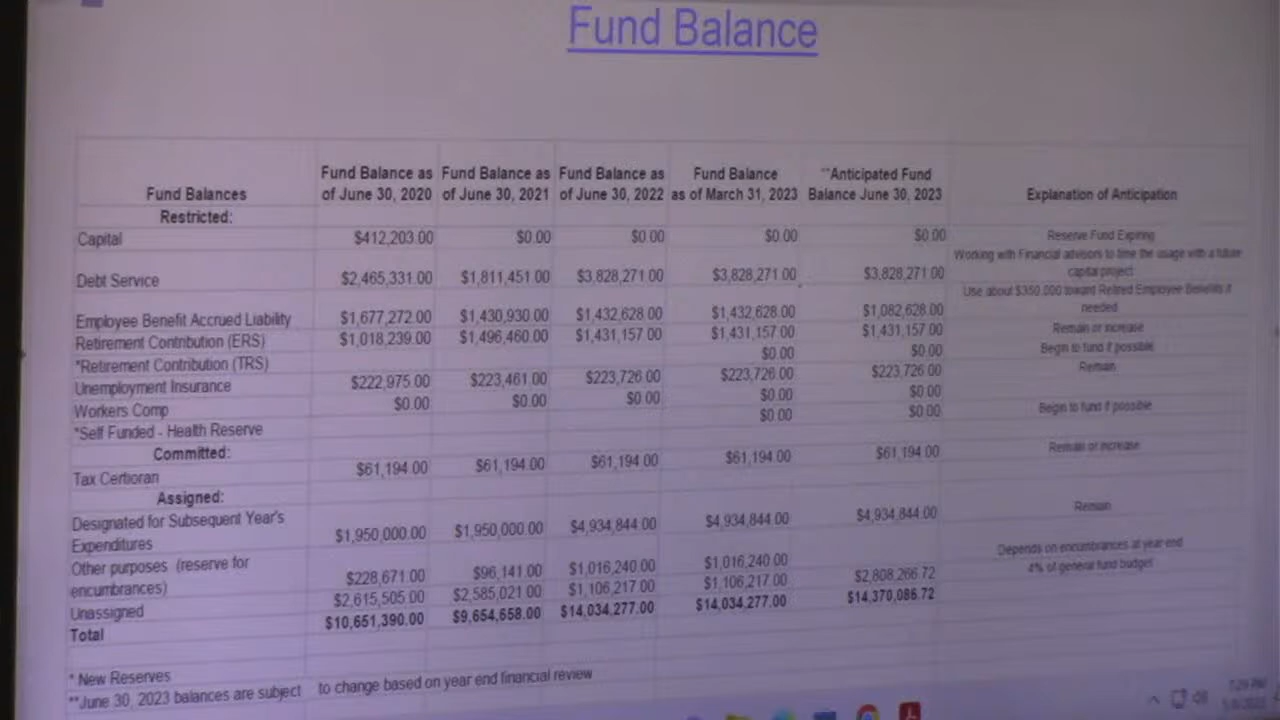 Fund Balance
Fund Balances Fund Balance as of June 30, 2020 Fund Balance as of June 30, 2021 Fund Balance as of June 30, 2022 Fund Balance as of March 31, 2023 **Anticipated Fund Balance June 30, 2023 Explanation of Anticipation
Restricted:
Capital $412,203.00 $0.00 $0.00 $0.00 $0.00 Reserve Fund Expiring
Debt Service $2,465,331.00 $1,811,451.00 $3,828,271.00 $3,828,271.00 $3,828,271.00 Working with Financial advisors to time the usage with a future capital project
Employee Benefit Accrued Liability $1,677,272.00 $1,430,930.00 $1,432,628.00 $1,432,628.00 $1,082,628.00 Use about $350,000 toward Retired Employee Benefits if needed
Retirement Contribution (ERS) $1,018,239.00 $1,496,460.00 $1,431,157.00 $1,431,157.00 $1,431,157.00 Remain or increase
*Retirement Contribution (TRS) $0.00 $0.00 Begin to fund if possible
Unemployment Insurance $222,975.00 $223,461.00 $223,726.00 $223,726.00 $223,726.00 Remain
Workers Comp $0.00 $0.00 $0.00 $0.00 $0.00
*Self Funded - Health Reserve $0.00 $0.00 Begin to fund if possible
Committed:
Tax Certiorari $61,194.00 $61,194.00 $61,194.00 $61,194.00 $61,194.00 Remain or increase
Assigned:
Designated for Subsequent Year's Expenditures $1,950,000.00 $1,950,000.00 $4,934,844.00 $4,934,844.00 $4,934,844.00 Remain
Other purposes (reserve for encumbrances) $228,671.00 $96,141.00 $1,016,240.00 $1,016,240.00 Depends on encumbrances at year end
Unassigned $2,615,505.00 $2,585,021.00 $1,106,217.00 $1,106,217.00 $2,808,266.72 4% of general fund budget
Total $10,651,390.00 $9,654,658.00 $14,034,277.00 $14,034,277.00 $14,370,086.72
* New Reserves
**June 30, 2023 balances are subject to change based on year end financial review
7:29 PM